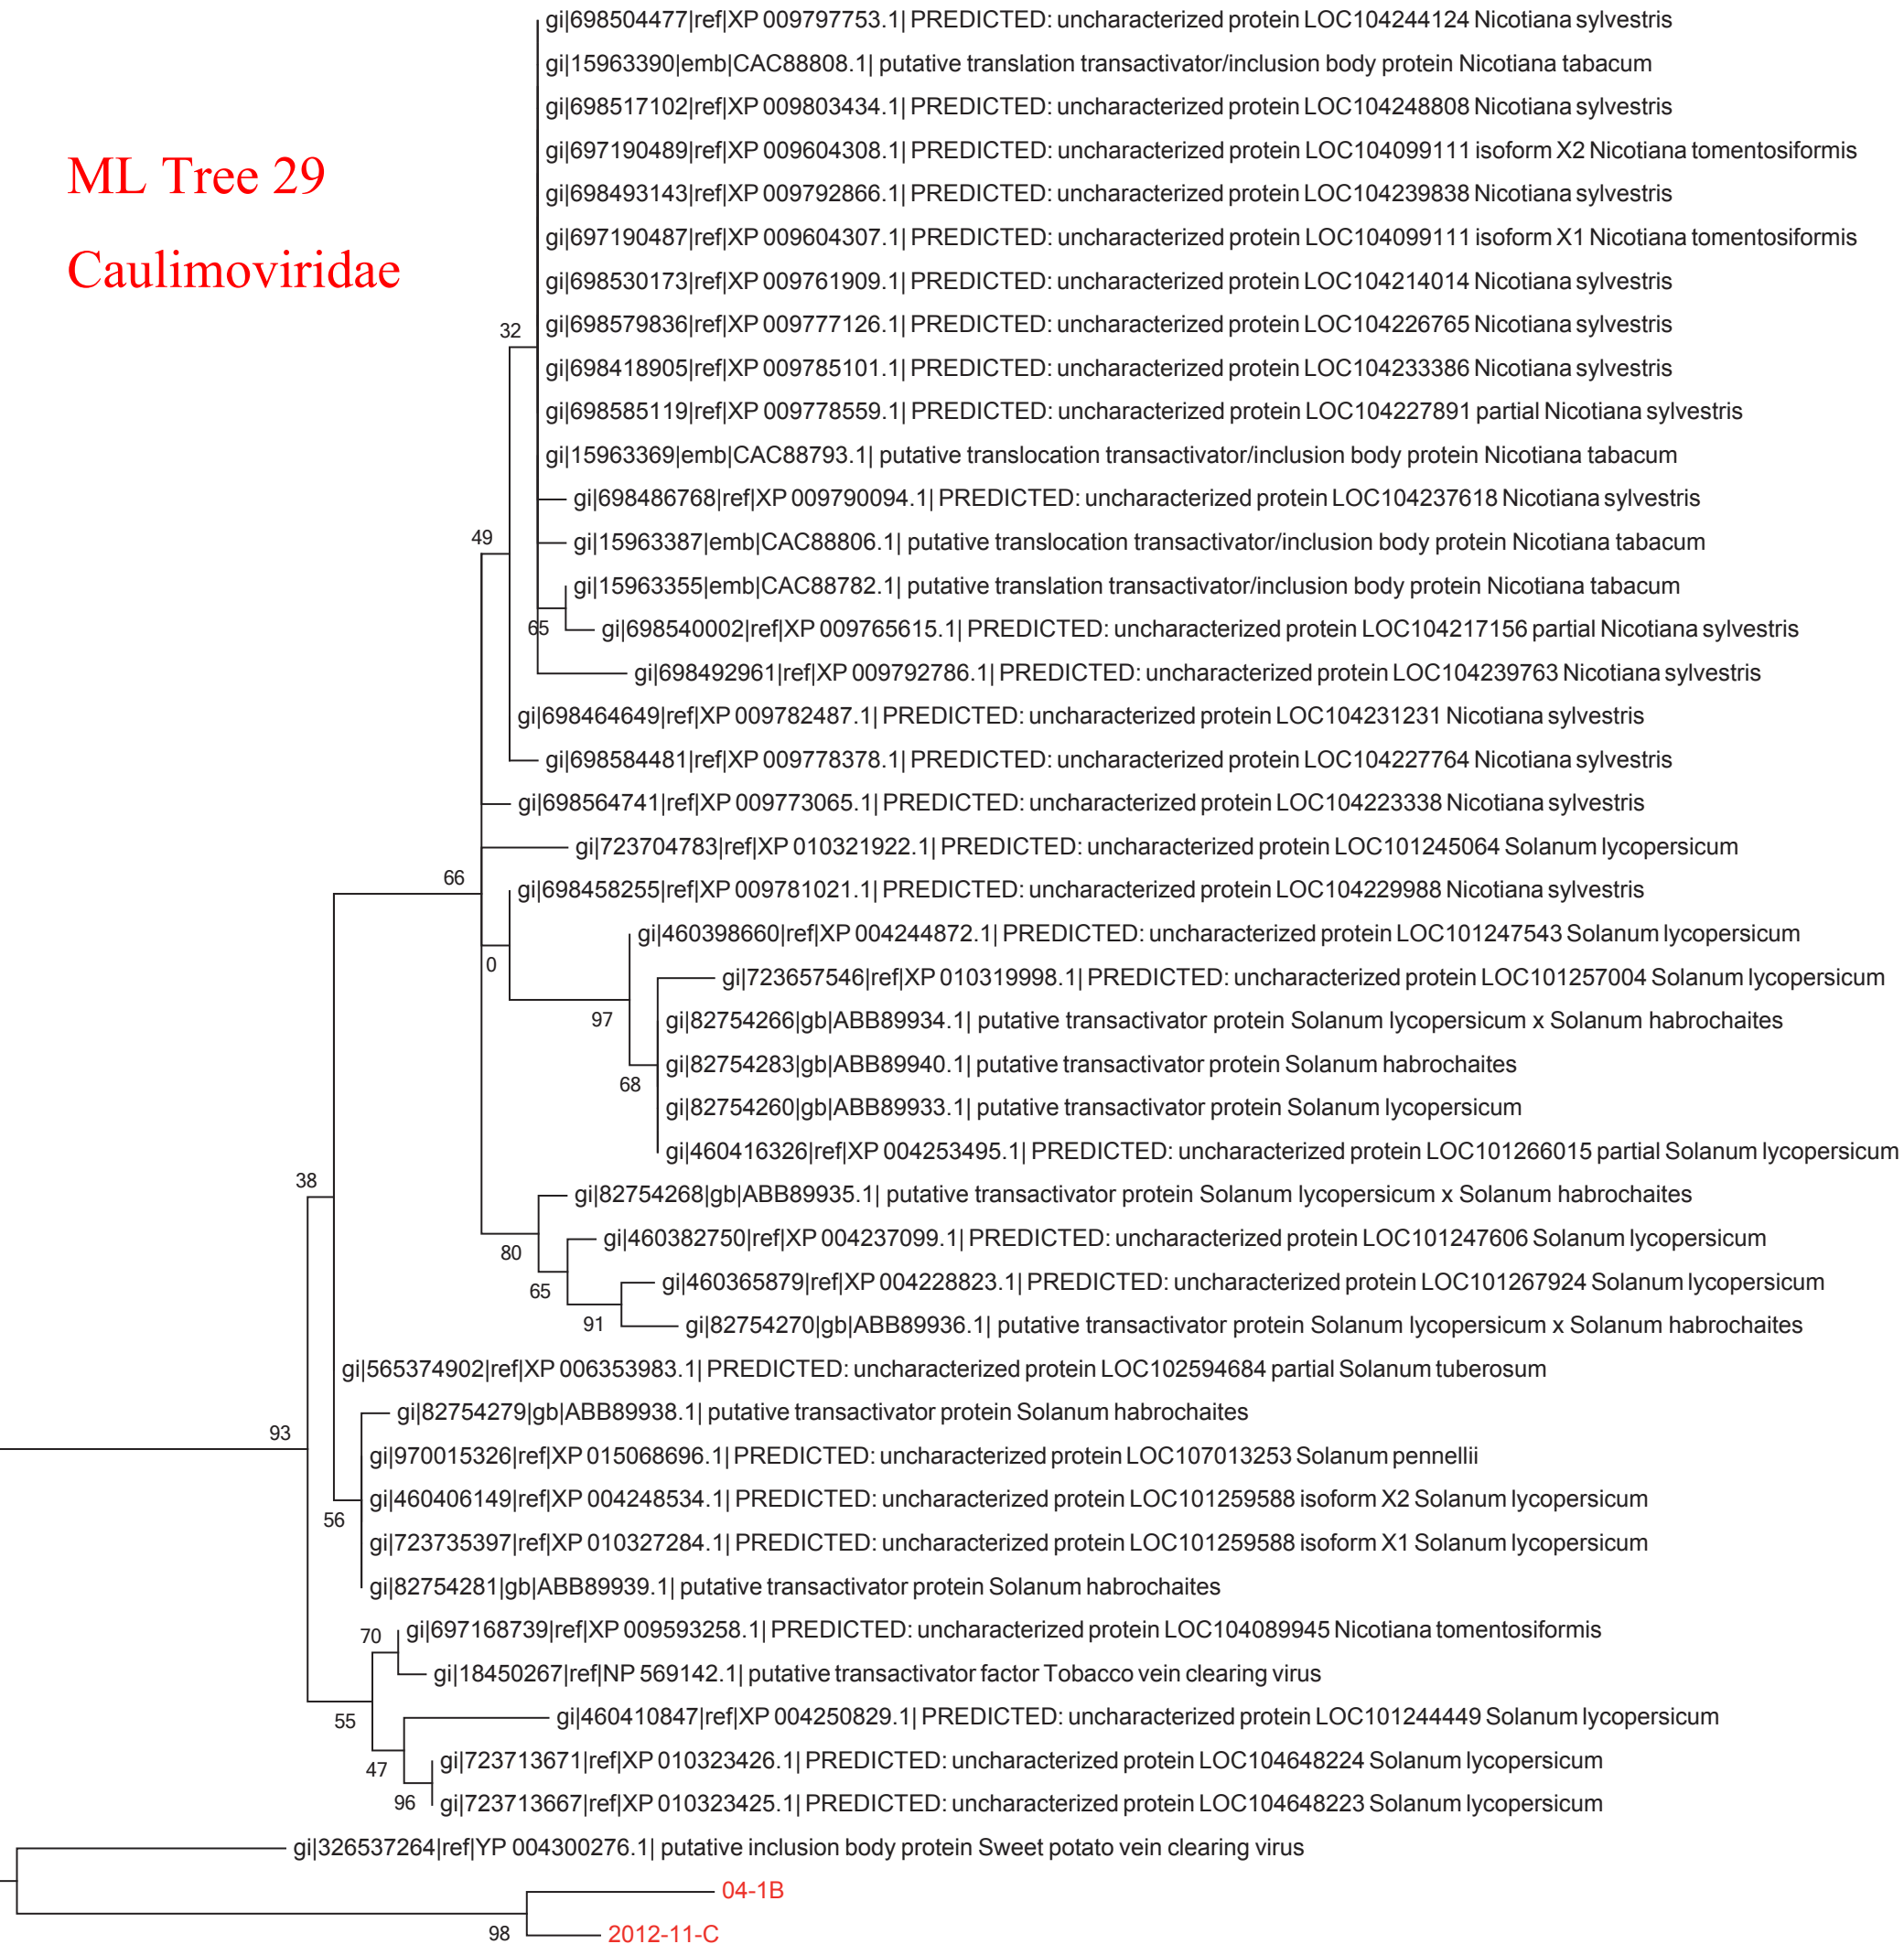 gi|698504477|ref|XP 009797753.1| PREDICTED: uncharacterized protein LOC104244124 Nicotiana sylvestris
gi|15963390|emb|CAC88808.1| putative translation transactivator/inclusion body protein Nicotiana tabacum
gi|698517102|ref|XP 009803434.1| PREDICTED: uncharacterized protein LOC104248808 Nicotiana sylvestris
ML Tree 29
gi|697190489|ref|XP 009604308.1| PREDICTED: uncharacterized protein LOC104099111 isoform X2 Nicotiana tomentosiformis
gi|698493143|ref|XP 009792866.1| PREDICTED: uncharacterized protein LOC104239838 Nicotiana sylvestris
gi|697190487|ref|XP 009604307.1| PREDICTED: uncharacterized protein LOC104099111 isoform X1 Nicotiana tomentosiformis
Caulimoviridae
gi|698530173|ref|XP 009761909.1| PREDICTED: uncharacterized protein LOC104214014 Nicotiana sylvestris
gi|698579836|ref|XP 009777126.1| PREDICTED: uncharacterized protein LOC104226765 Nicotiana sylvestris
32
gi|698418905|ref|XP 009785101.1| PREDICTED: uncharacterized protein LOC104233386 Nicotiana sylvestris
gi|698585119|ref|XP 009778559.1| PREDICTED: uncharacterized protein LOC104227891 partial Nicotiana sylvestris
gi|15963369|emb|CAC88793.1| putative translocation transactivator/inclusion body protein Nicotiana tabacum
gi|698486768|ref|XP 009790094.1| PREDICTED: uncharacterized protein LOC104237618 Nicotiana sylvestris
49
gi|15963387|emb|CAC88806.1| putative translocation transactivator/inclusion body protein Nicotiana tabacum
gi|15963355|emb|CAC88782.1| putative translation transactivator/inclusion body protein Nicotiana tabacum
65
gi|698540002|ref|XP 009765615.1| PREDICTED: uncharacterized protein LOC104217156 partial Nicotiana sylvestris
gi|698492961|ref|XP 009792786.1| PREDICTED: uncharacterized protein LOC104239763 Nicotiana sylvestris
gi|698464649|ref|XP 009782487.1| PREDICTED: uncharacterized protein LOC104231231 Nicotiana sylvestris
gi|698584481|ref|XP 009778378.1| PREDICTED: uncharacterized protein LOC104227764 Nicotiana sylvestris
gi|698564741|ref|XP 009773065.1| PREDICTED: uncharacterized protein LOC104223338 Nicotiana sylvestris
gi|723704783|ref|XP 010321922.1| PREDICTED: uncharacterized protein LOC101245064 Solanum lycopersicum
66
gi|698458255|ref|XP 009781021.1| PREDICTED: uncharacterized protein LOC104229988 Nicotiana sylvestris
gi|460398660|ref|XP 004244872.1| PREDICTED: uncharacterized protein LOC101247543 Solanum lycopersicum
0
gi|723657546|ref|XP 010319998.1| PREDICTED: uncharacterized protein LOC101257004 Solanum lycopersicum
97
gi|82754266|gb|ABB89934.1| putative transactivator protein Solanum lycopersicum x Solanum habrochaites
gi|82754283|gb|ABB89940.1| putative transactivator protein Solanum habrochaites
68
gi|82754260|gb|ABB89933.1| putative transactivator protein Solanum lycopersicum
gi|460416326|ref|XP 004253495.1| PREDICTED: uncharacterized protein LOC101266015 partial Solanum lycopersicum
38
gi|82754268|gb|ABB89935.1| putative transactivator protein Solanum lycopersicum x Solanum habrochaites
gi|460382750|ref|XP 004237099.1| PREDICTED: uncharacterized protein LOC101247606 Solanum lycopersicum
80
gi|460365879|ref|XP 004228823.1| PREDICTED: uncharacterized protein LOC101267924 Solanum lycopersicum
65
gi|82754270|gb|ABB89936.1| putative transactivator protein Solanum lycopersicum x Solanum habrochaites
91
gi|565374902|ref|XP 006353983.1| PREDICTED: uncharacterized protein LOC102594684 partial Solanum tuberosum
gi|82754279|gb|ABB89938.1| putative transactivator protein Solanum habrochaites
93
gi|970015326|ref|XP 015068696.1| PREDICTED: uncharacterized protein LOC107013253 Solanum pennellii
gi|460406149|ref|XP 004248534.1| PREDICTED: uncharacterized protein LOC101259588 isoform X2 Solanum lycopersicum
56
gi|723735397|ref|XP 010327284.1| PREDICTED: uncharacterized protein LOC101259588 isoform X1 Solanum lycopersicum
gi|82754281|gb|ABB89939.1| putative transactivator protein Solanum habrochaites
70
gi|697168739|ref|XP 009593258.1| PREDICTED: uncharacterized protein LOC104089945 Nicotiana tomentosiformis
gi|18450267|ref|NP 569142.1| putative transactivator factor Tobacco vein clearing virus
55
gi|460410847|ref|XP 004250829.1| PREDICTED: uncharacterized protein LOC101244449 Solanum lycopersicum
gi|723713671|ref|XP 010323426.1| PREDICTED: uncharacterized protein LOC104648224 Solanum lycopersicum
47
96
gi|723713667|ref|XP 010323425.1| PREDICTED: uncharacterized protein LOC104648223 Solanum lycopersicum
gi|326537264|ref|YP 004300276.1| putative inclusion body protein Sweet potato vein clearing virus
04-1B
98
2012-11-C